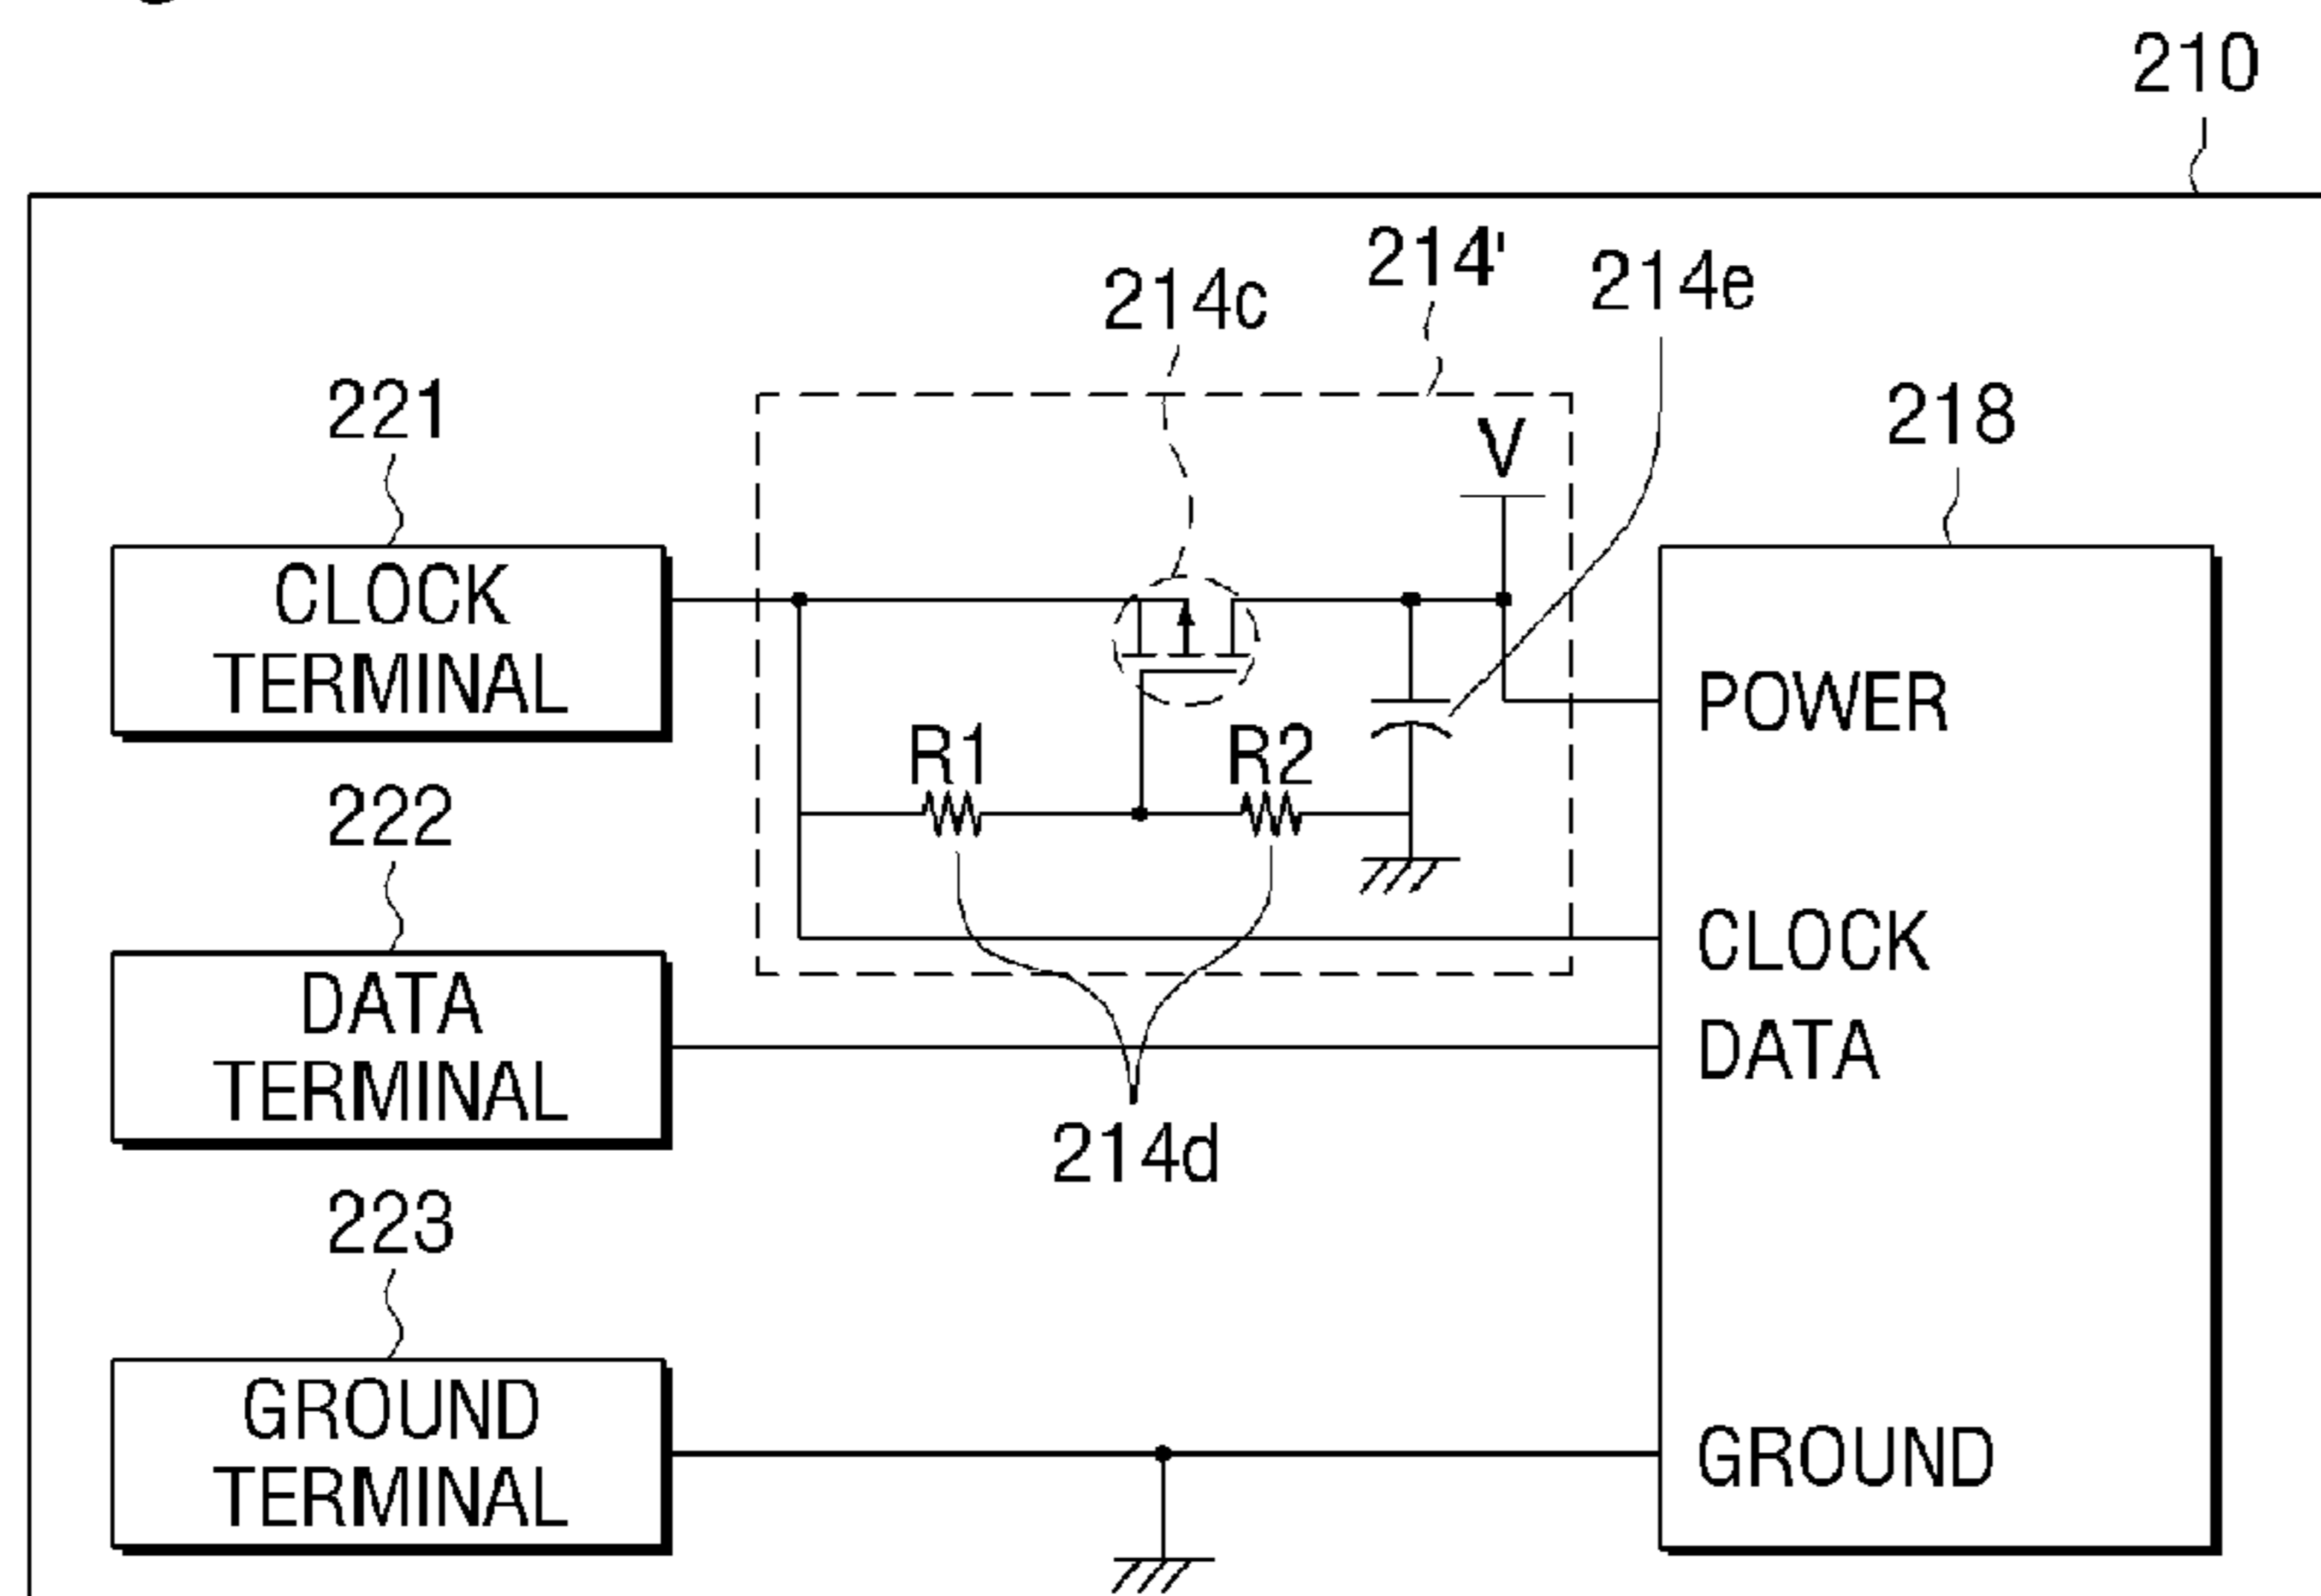 210
214'
214c
214e
221
218
V
CLOCK
TERMINAL
POWER
R1
R2
222
CLOCK
DATA
TERMINAL
DATA
214d
223
GROUND
TERMINAL
GROUND